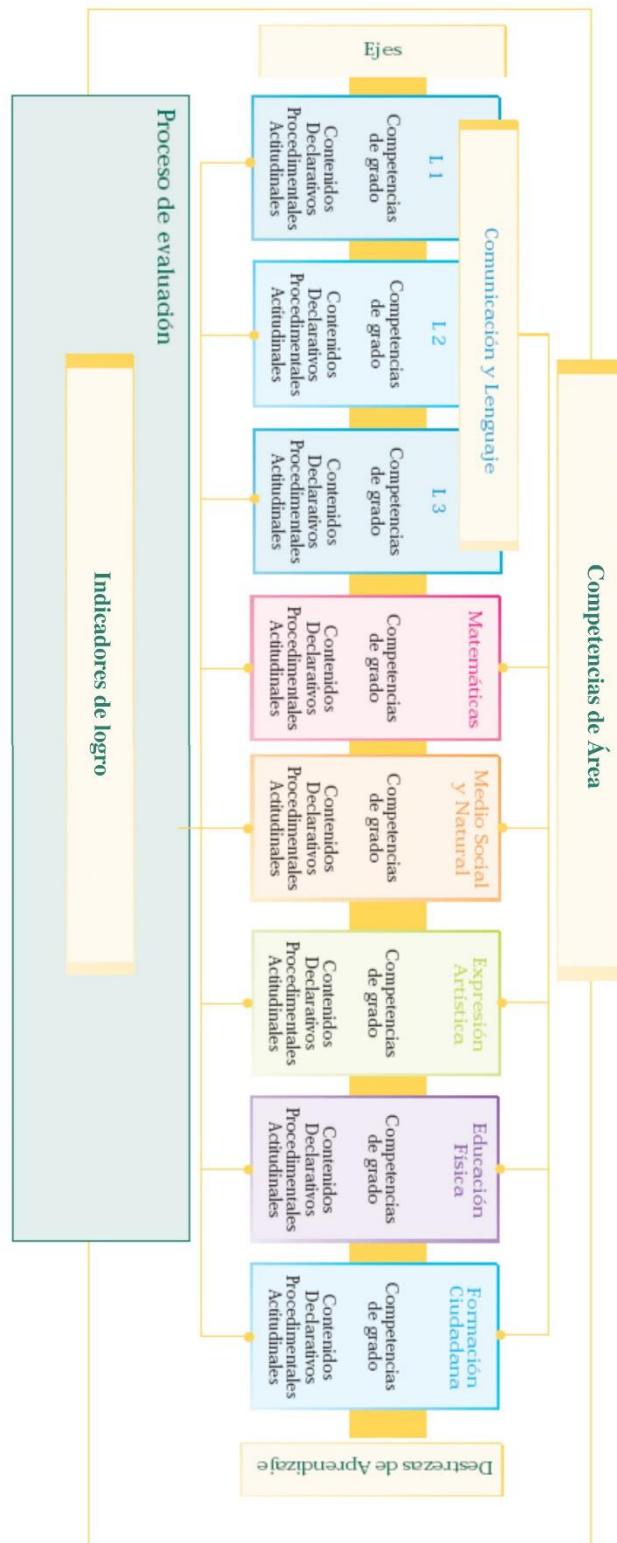 Competencias de Área
Comunicación y Lenguaje
Ejes
L 1
Competencias
de grado
Contenidos
Declarativos
Procedimentales
Actitudinales
L 2
Competencias
de grado
Contenidos
Declarativos
Procedimentales
Actitudinales
L 3
Competencias
de grado
Contenidos
Declarativos
Procedimentales
Actitudinales
Matemáticas
Competencias
de grado
Contenidos
Declarativos
Procedimentales
Actitudinales
Medio Social
y Natural
Competencias
de grado
Contenidos
Declarativos
Procedimentales
Actitudinales
Expresión
Artística
Competencias
de grado
Contenidos
Declarativos
Procedimentales
Actitudinales
Educación
Física
Competencias
de grado
Contenidos
Declarativos
Procedimentales
Actitudinales
Formación
Ciudadana
Competencias
de grado
Contenidos
Declarativos
Procedimentales
Actitudinales
Destrezas de Aprendizaje
Proceso de evaluación
Indicadores de logro